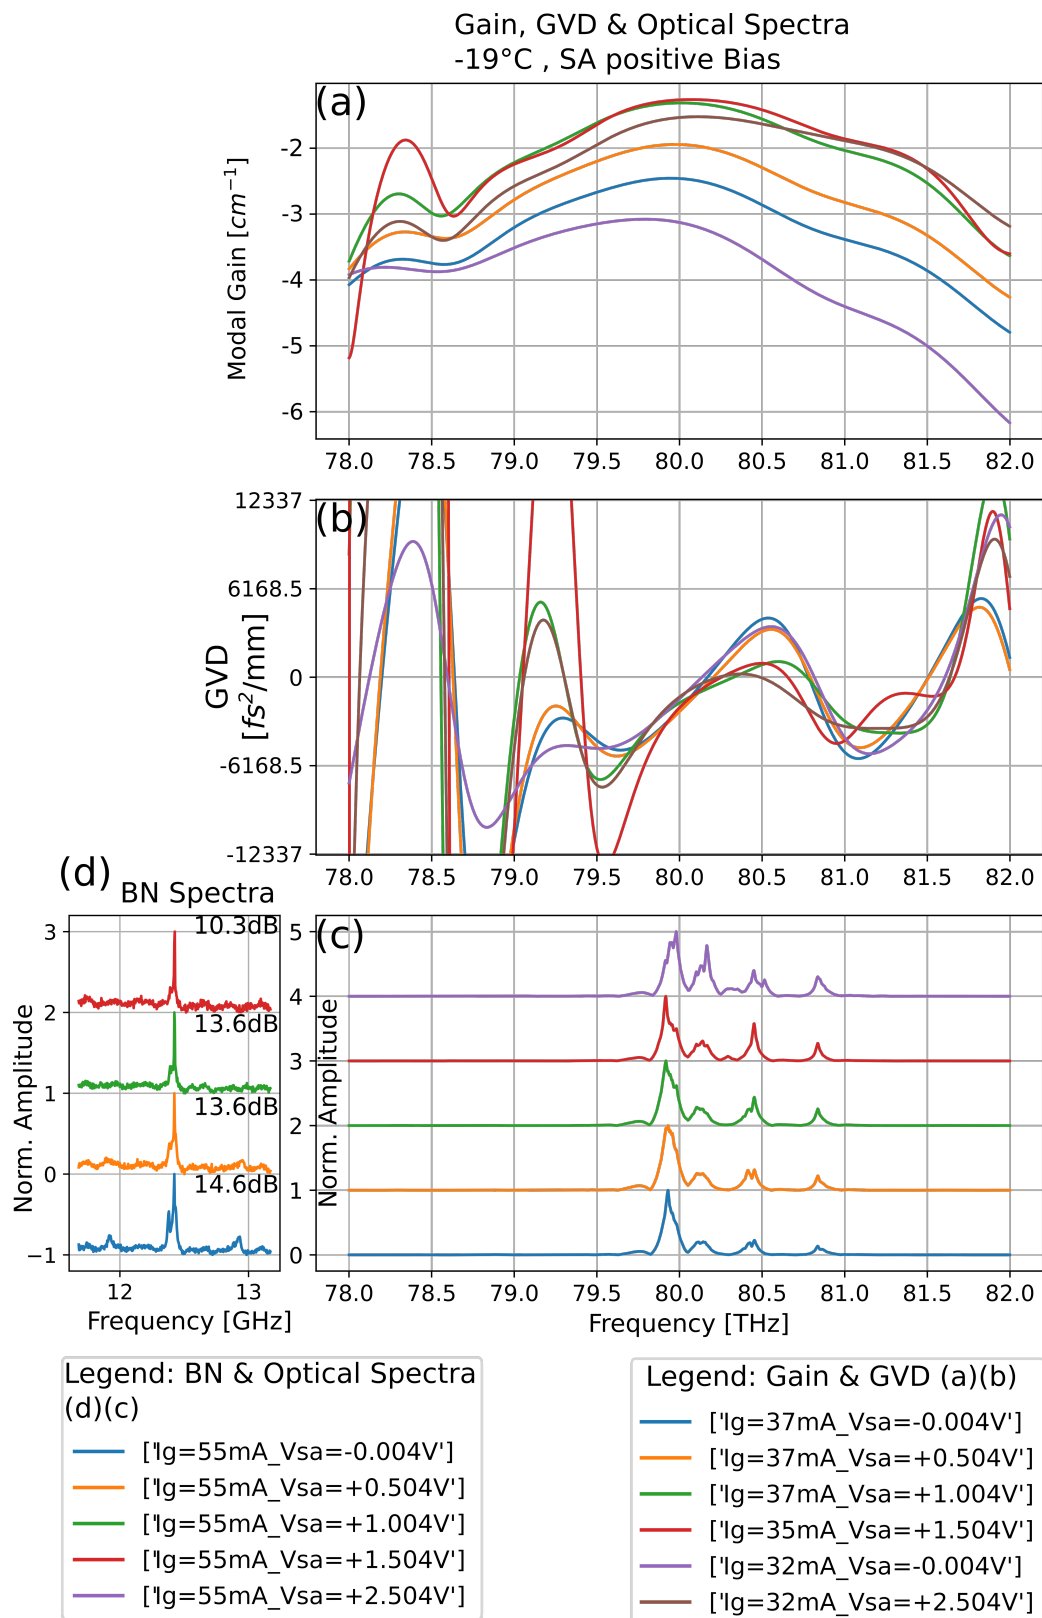 Gain, GVD & Optical Spectra
-19°C , SA positive Bias
(a)
Modal Gain [cm⁻¹]
-2
-3
-4
-5
-6
78.0 78.5 79.0 79.5 80.0 80.5 81.0 81.5 82.0
(b)
GVD
[fs²/mm]
12337
6168.5
0
-6168.5
-12337
78.0 78.5 79.0 79.5 80.0 80.5 81.0 81.5 82.0
(d)
BN Spectra
Norm. Amplitude
3
2
1
0
−1
10.3dB
13.6dB
13.6dB
14.6dB
12 13
Frequency [GHz]
(c)
Norm. Amplitude
5
4
3
2
1
0
78.0 78.5 79.0 79.5 80.0 80.5 81.0 81.5 82.0
Frequency [THz]
Legend: BN & Optical Spectra
(d)(c)
['Ig=55mA_Vsa=-0.004V']
['Ig=55mA_Vsa=+0.504V']
['Ig=55mA_Vsa=+1.004V']
['Ig=55mA_Vsa=+1.504V']
['Ig=55mA_Vsa=+2.504V']
Legend: Gain & GVD (a)(b)
['Ig=37mA_Vsa=-0.004V']
['Ig=37mA_Vsa=+0.504V']
['Ig=37mA_Vsa=+1.004V']
['Ig=35mA_Vsa=+1.504V']
['Ig=32mA_Vsa=-0.004V']
['Ig=32mA_Vsa=+2.504V']